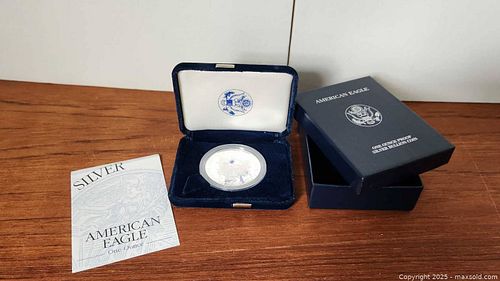 SILVER
AMERICAN
EAGLE
One Ounce
AMERICAN EAGLE
ONE OUNCE PROOF
SILVER BULLION COIN
Copyright 2025 - maxsold.com